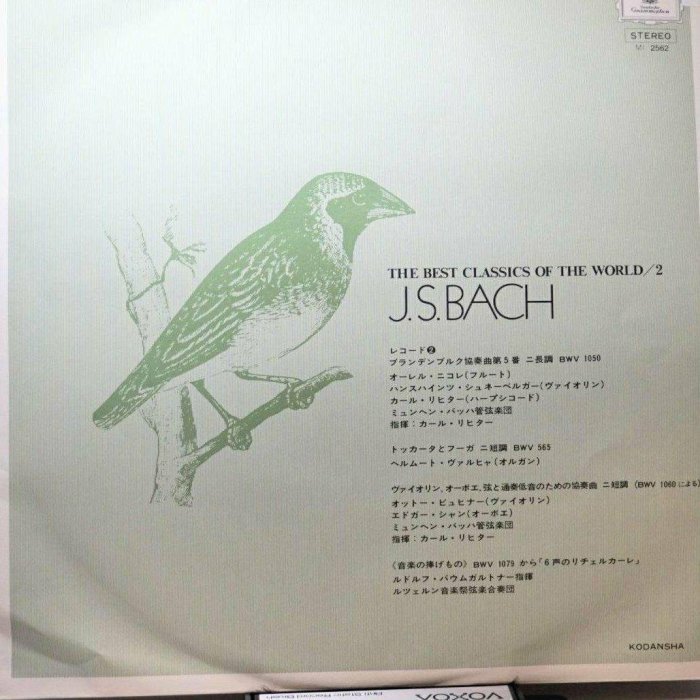 Deutsche
Grammophon
STEREO
MI 2562
THE BEST CLASSICS OF THE WORLD/2
J.S.BACH
レコード❷
ブランデンブルク協奏曲第5番 ニ長調 BWV 1050
オーレル・ニコレ(フルート)
ハンスハインツ・シュネーベルガー(ヴァイオリン)
カール・リヒター(ハープシコード)
ミュンヘン・バッハ管弦楽団
指揮：カール・リヒター
トッカータとフーガ ニ短調 BWV 565
ヘルムート・ヴァルヒャ(オルガン)
ヴァイオリン，オーボエ，弦と通奏低音のための協奏曲 ニ短調 (BWV 1060による)
オットー・ビュヒナー(ヴァイオリン)
エドガー・シャン(オーボエ)
ミュンヘン・バッハ管弦楽団
指揮：カール・リヒター
〈音楽の捧げもの〉BWV 1079 から「6声のリチェルカーレ」
ルドルフ・バウムガルトナー指揮
ルツェルン音楽祭弦楽合奏団
KODANSHA
VOXOA